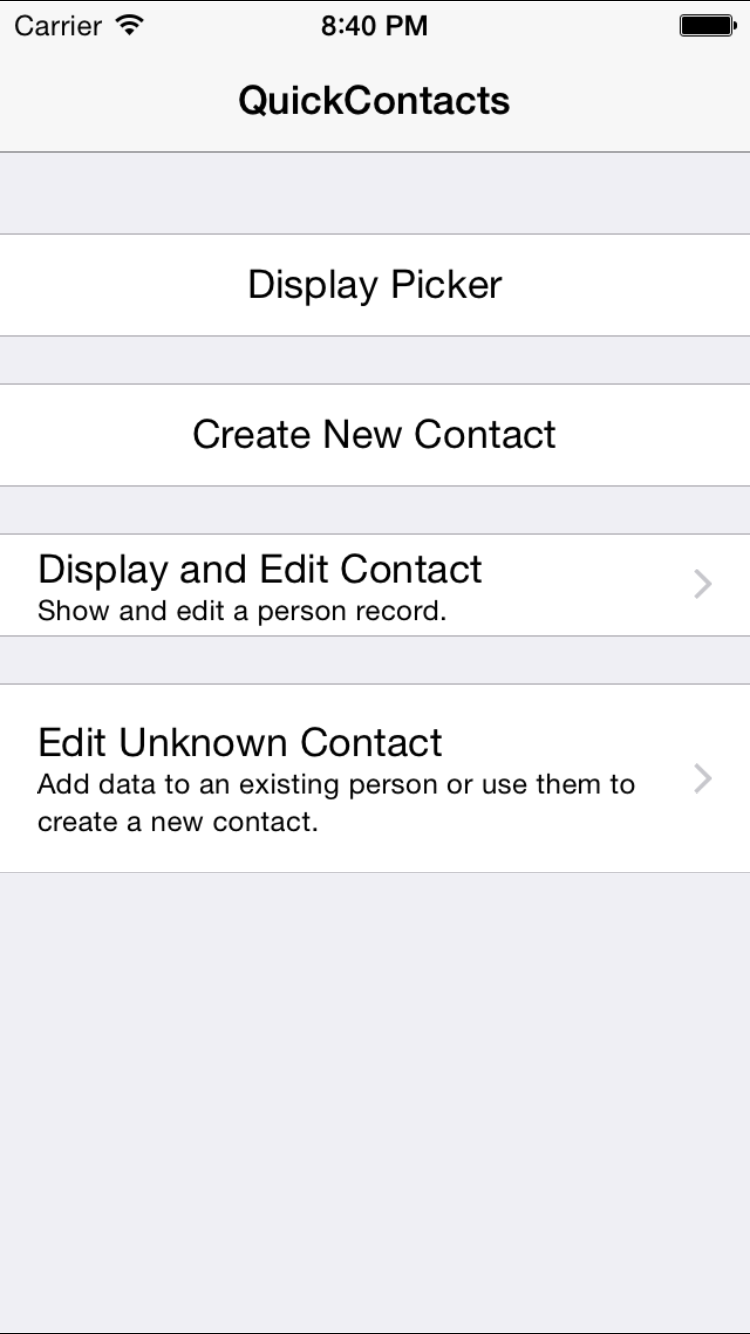 Carrier 8:40 PM
QuickContacts
Display Picker
Create New Contact
Display and Edit Contact
Show and edit a person record.
Edit Unknown Contact
Add data to an existing person or use them to
create a new contact.